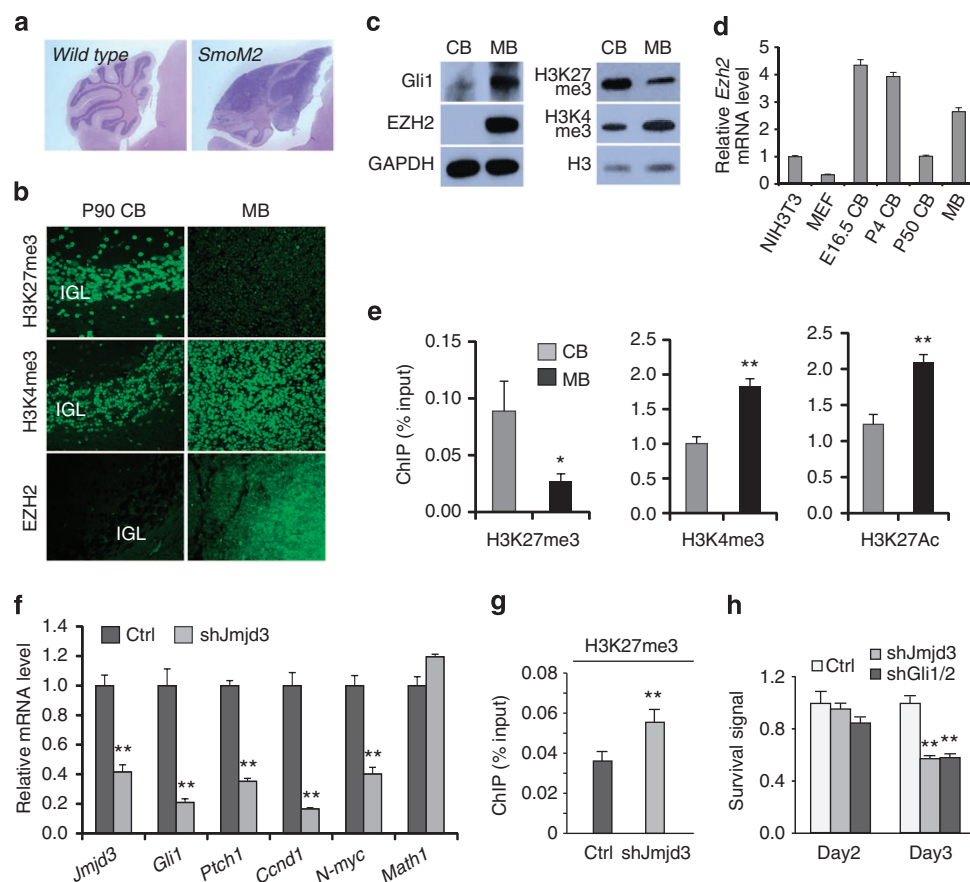 a
Wild type
SmoM2
b
P90 CB
MB
H3K27me3
IGL
H3K4me3
IGL
EZH2
IGL
c
CB
MB
Gli1
EZH2
GAPDH
CB
MB
H3K27
me3
H3K4
me3
H3
d
Relative Ezh2
mRNA level
5
4
3
2
1
0
NIH3T3
MEF
E16.5 CB
P4 CB
P50 CB
MB
e
ChIP (% input)
0.15
0.10
0.05
0.00
CB
MB
*
H3K27me3
2.5
2.0
1.5
1.0
0.5
0.0
**
H3K4me3
2.5
2.0
1.5
1.0
0.5
0.0
**
H3K27Ac
f
Relative mRNA level
1.4
1.2
1.0
0.8
0.6
0.4
0.2
0
Ctrl
shJmjd3
**
**
**
**
**
Jmjd3
Gli1
Ptch1
Ccnd1
N-myc
Math1
g
H3K27me3
ChIP (% input)
0.08
0.06
0.04
0.02
0
**
Ctrl
shJmjd3
h
Ctrl
shJmjd3
shGli1/2
Survival signal
1.2
0.8
0.4
0.0
**
**
Day2
Day3